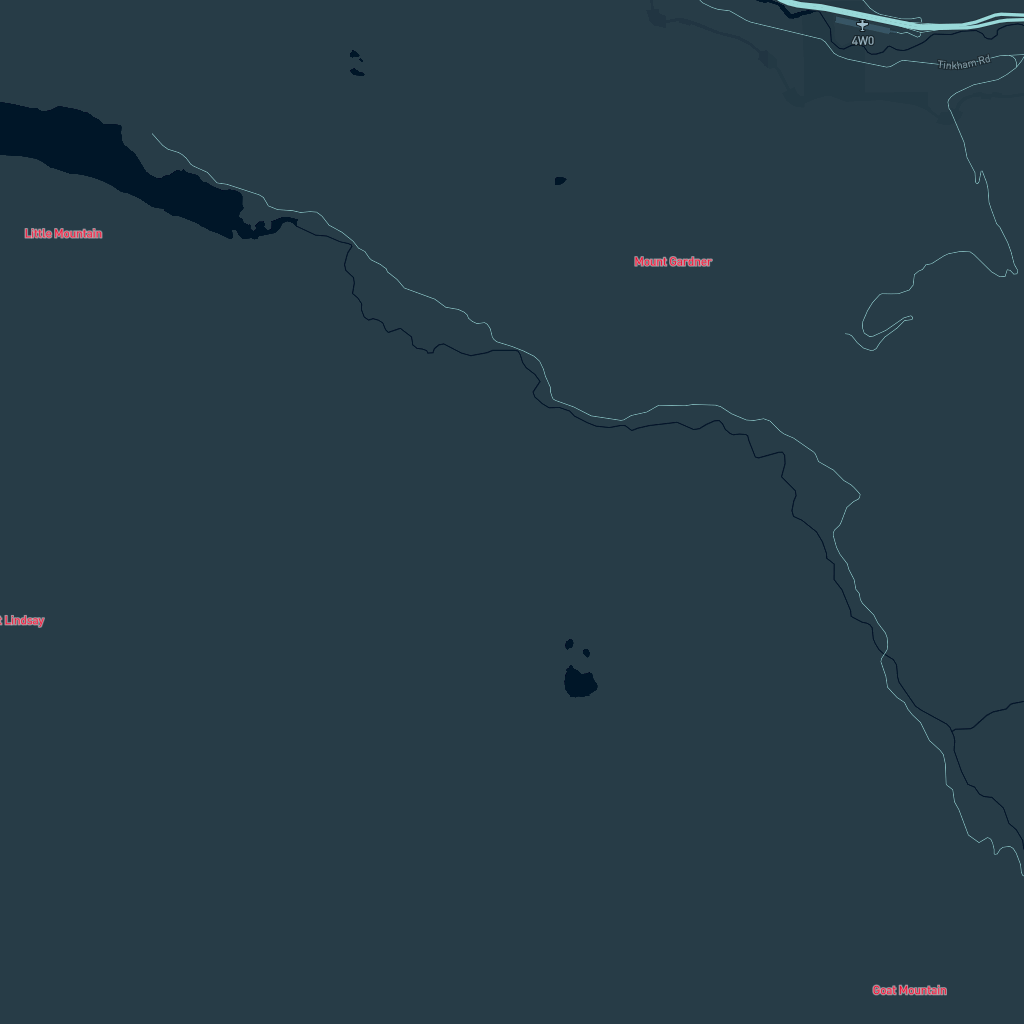 4W0
Tinkham Rd
Little Mountain
Mount Gardner
t Lindsay
Goat Mountain